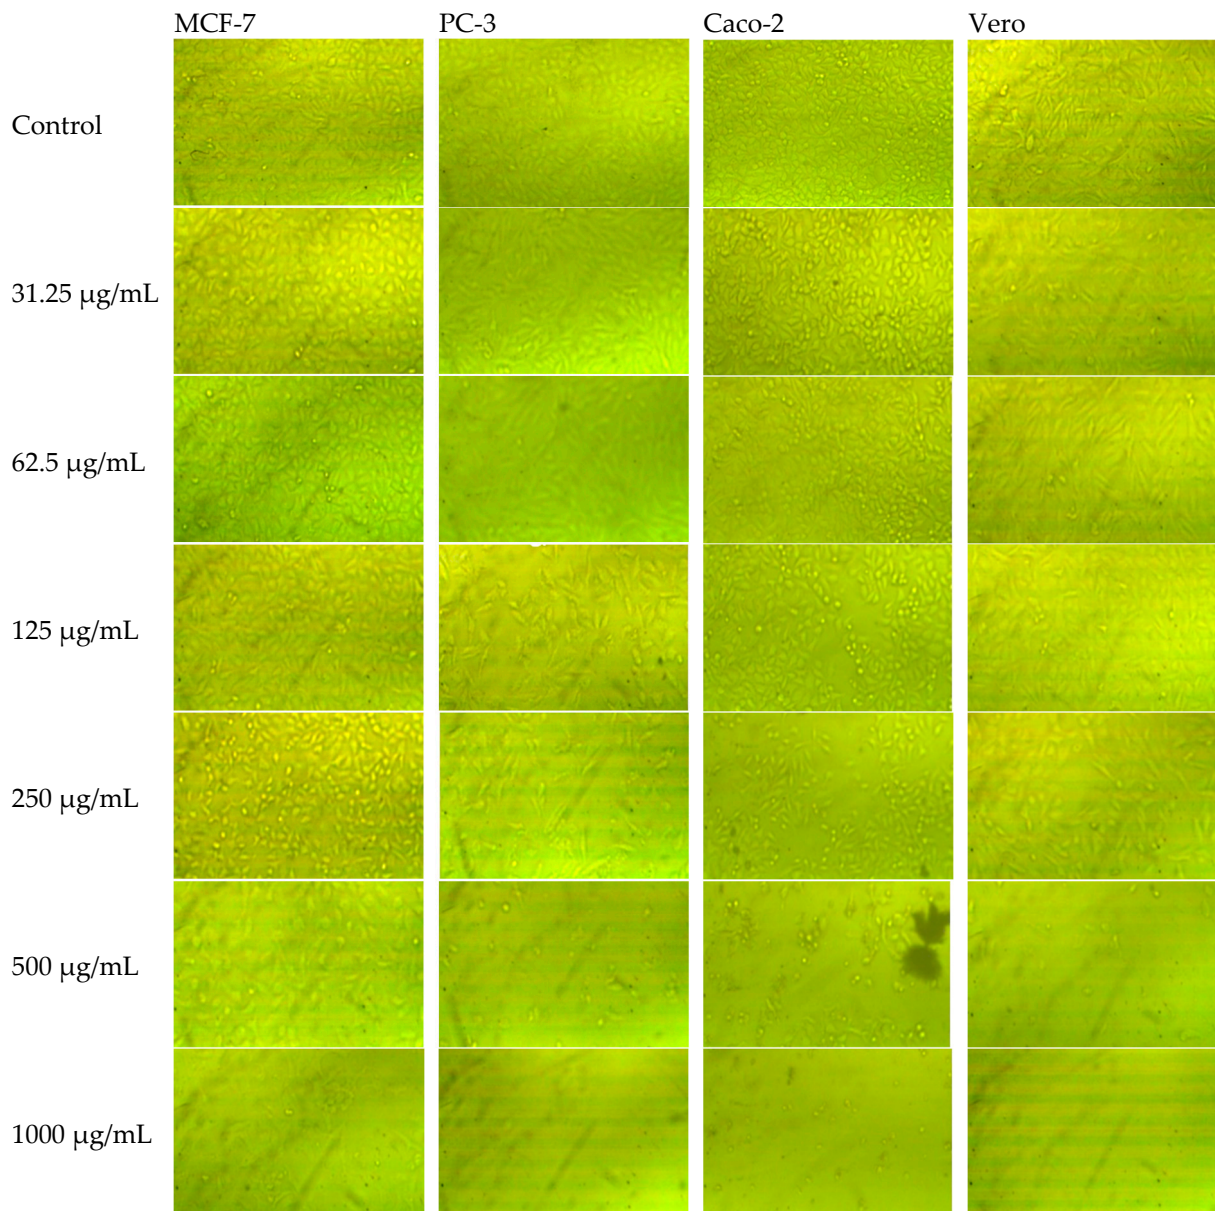 MCF-7 PC-3 Caco-2 Vero
Control
31.25 µg/mL
62.5 µg/mL
125 µg/mL
250 µg/mL
500 µg/mL
1000 µg/mL